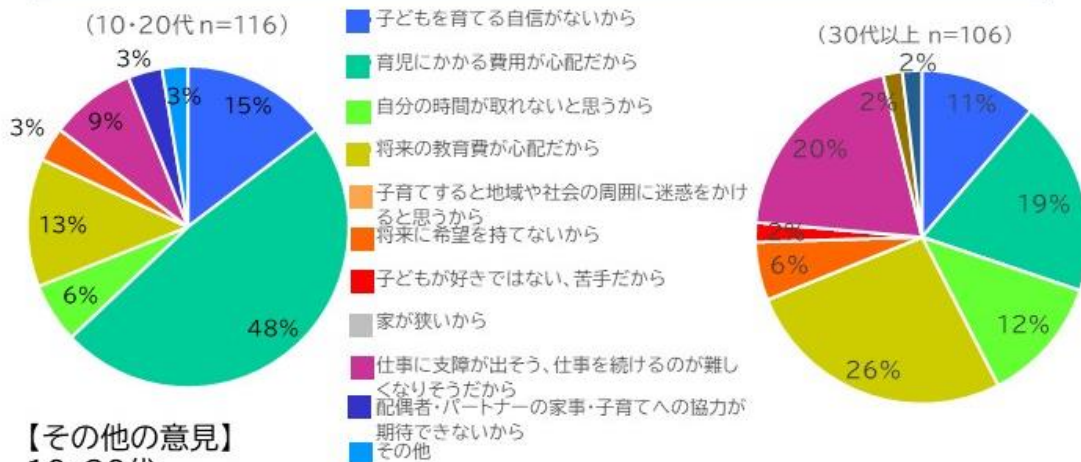 (10・20代 n=116)
3%
3%
15%
9%
3%
13%
6%
48%
子どもを育てる自信がないから
育児にかかる費用が心配だから
自分の時間が取れないと思うから
将来の教育費が心配だから
子育てすると地域や社会の周囲に迷惑をかけ
ると思うから
将来に希望を持てないから
子どもが好きではない、苦手だから
家が狭いから
仕事に支障が出そう、仕事を続けるのが難し
くなりそうだから
配偶者・パートナーの家事・子育てへの協力が
期待できないから
その他
(30代以上 n=106)
2%
2%
11%
20%
19%
2%
6%
12%
26%
【その他の意見】